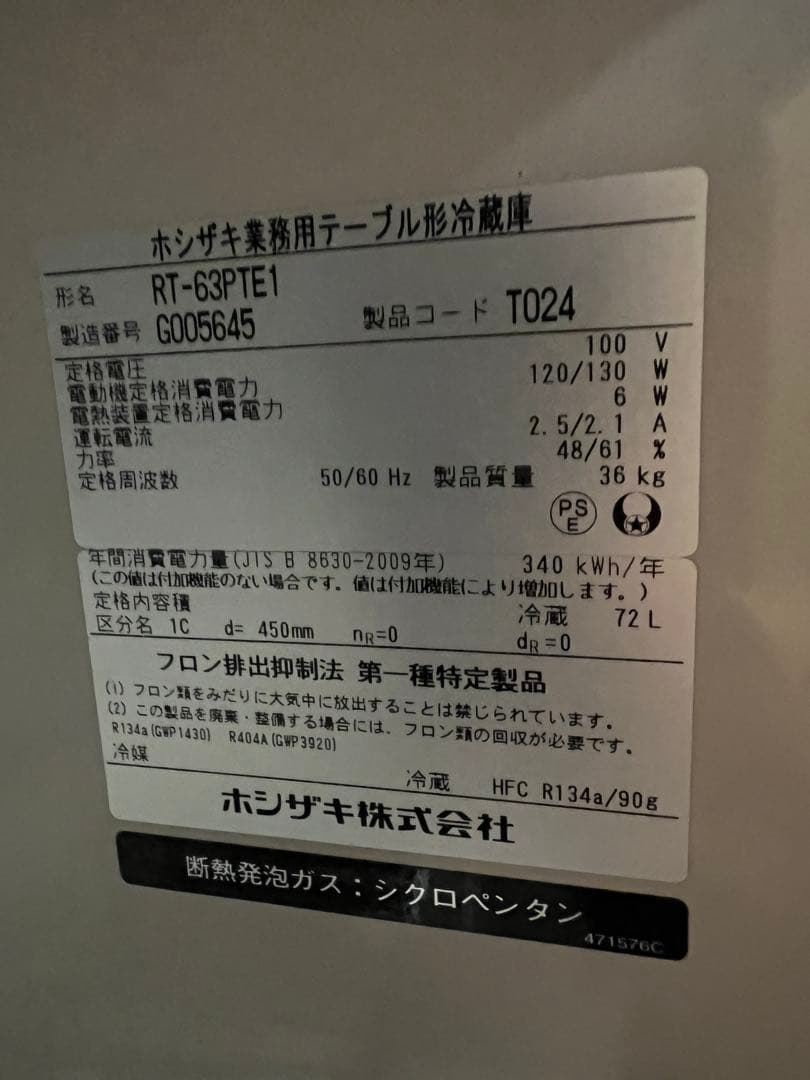 ホシザキ業務用テーブル形冷蔵庫
形名 RT-63PTE1
製造番号 G005645 製品コード T024
定格電圧 100 V
電動機定格消費電力 120/130 W
電熱装置定格消費電力 6 W
運転電流 2.5/2.1 A
力率 48/61 %
定格周波数 50/60 Hz 製品質量 36 kg
PS
E
年間消費電力量(JIS B 8630-2009年) 340 kWh/年
(この値は付加機能のない場合です。値は付加機能により増加します。)
定格内容積 冷蔵 72 L
区分名 1C d= 450mm nR=0 dR=0
フロン排出抑制法 第一種特定製品
(1) フロン類をみだりに大気中に放出することは禁じられています。
(2) この製品を廃棄・整備する場合には、フロン類の回収が必要です。
R134a(GWP1430) R404A(GWP3920)
冷媒
冷蔵 HFC R134a/90g
ホシザキ株式会社
断熱発泡ガス:シクロペンタン
471576C